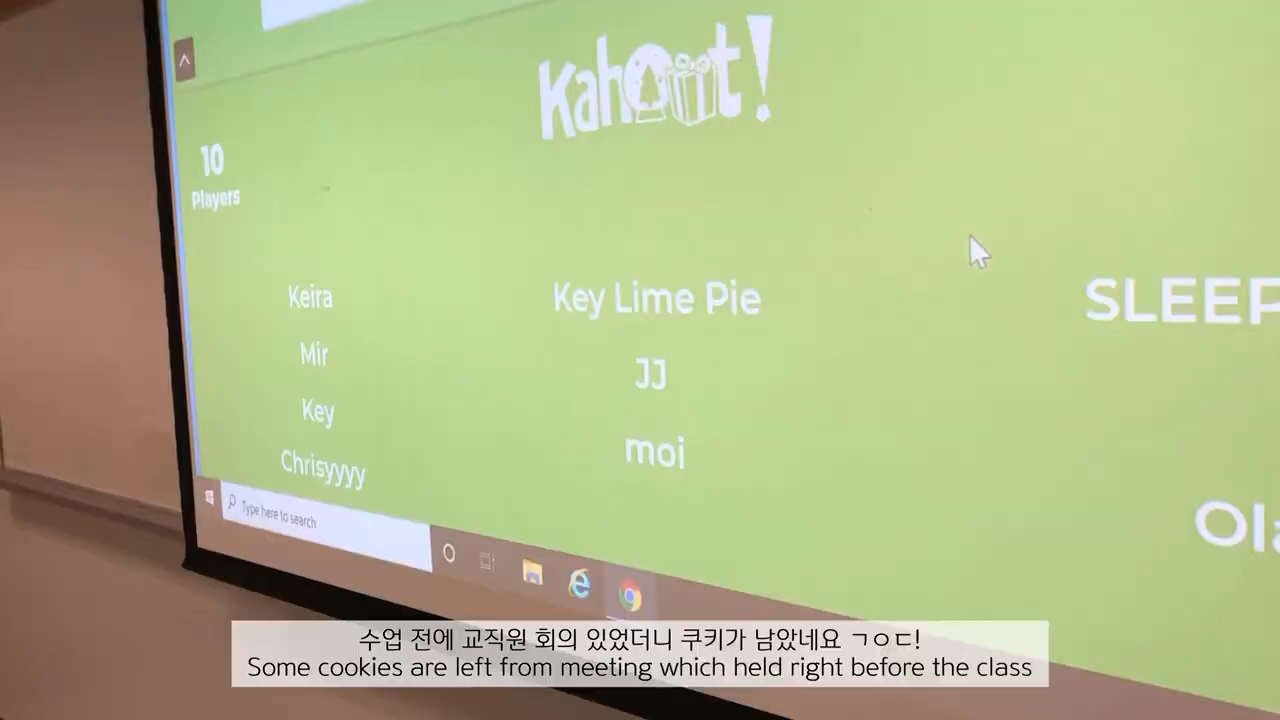 Kahoot!
10
Players
Keira
Key Lime Pie
Mir
JJ
Key
moi
Chrisyyyy
Type here to search
수업 전에 교직원 회의 있었더니 쿠키가 남았네요 ㄱㅇㄷ!
Some cookies are left from meeting which held right before the class